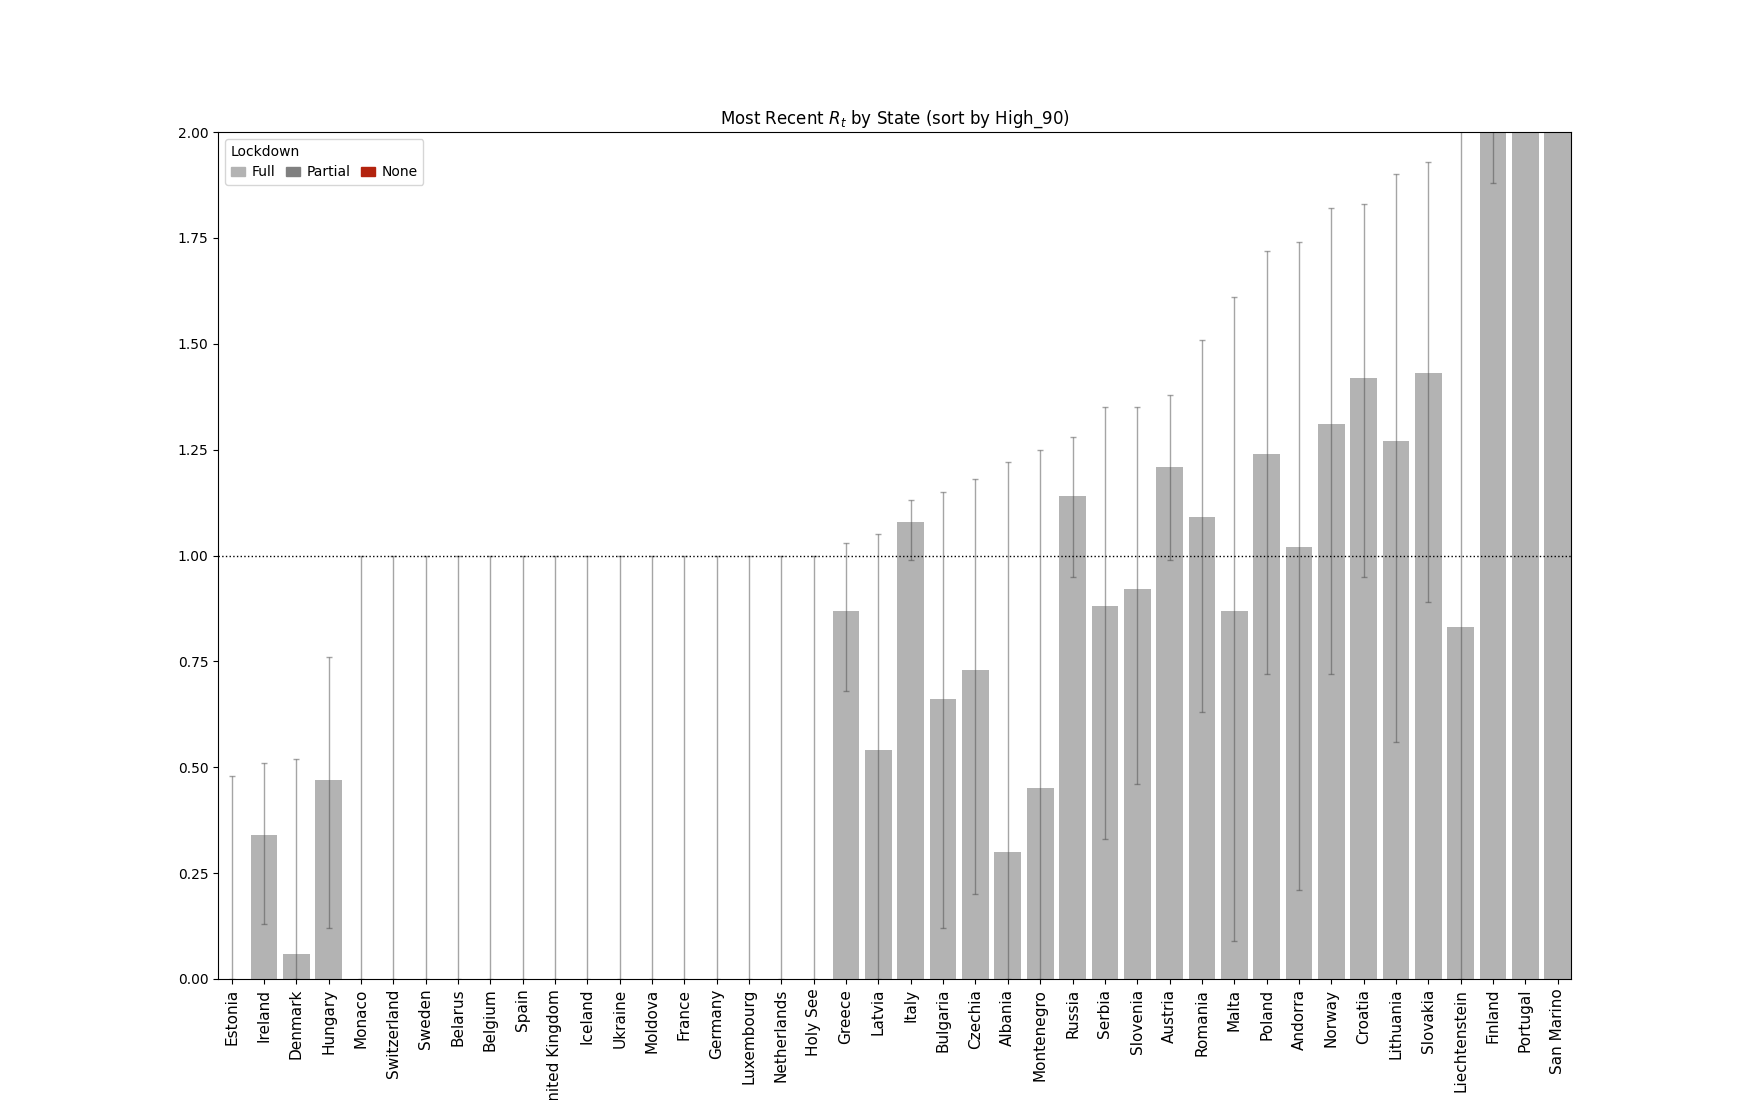 Most Recent Rt by State (sort by High_90)
Lockdown
Full Partial None
2.00
1.75
1.50
1.25
1.00
0.75
0.50
0.25
0.00
Estonia
Ireland
Denmark
Hungary
Monaco
Switzerland
Sweden
Belarus
Belgium
Spain
nited Kingdom
Iceland
Ukraine
Moldova
France
Germany
Luxembourg
Netherlands
Holy See
Greece
Latvia
Italy
Bulgaria
Czechia
Albania
Montenegro
Russia
Serbia
Slovenia
Austria
Romania
Malta
Poland
Andorra
Norway
Croatia
Lithuania
Slovakia
Liechtenstein
Finland
Portugal
San Marino